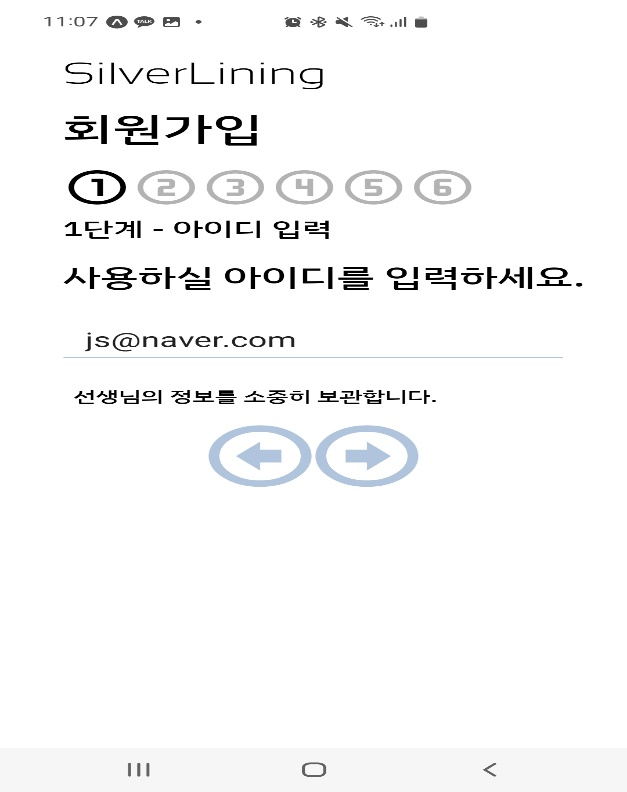 11:07
SilverLining
회원가입
1 2 3 4 5 6
1단계 - 아이디 입력
사용하실 아이디를 입력하세요.
js@naver.com
선생님의 정보를 소중히 보관합니다.